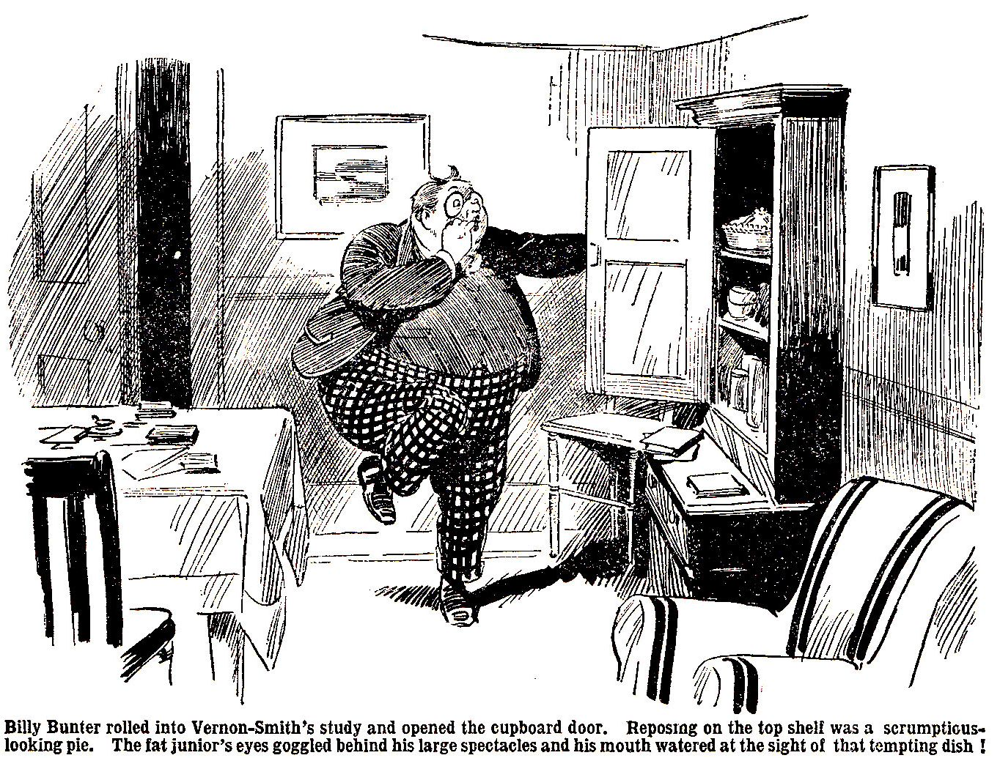 Billy Bunter rolled into Vernon-Smith's study and opened the cupboard door. Reposing on the top shelf was a scrumptious-
looking pie. The fat junior's eyes goggled behind his large spectacles and his mouth watered at the sight of that tempting dish !